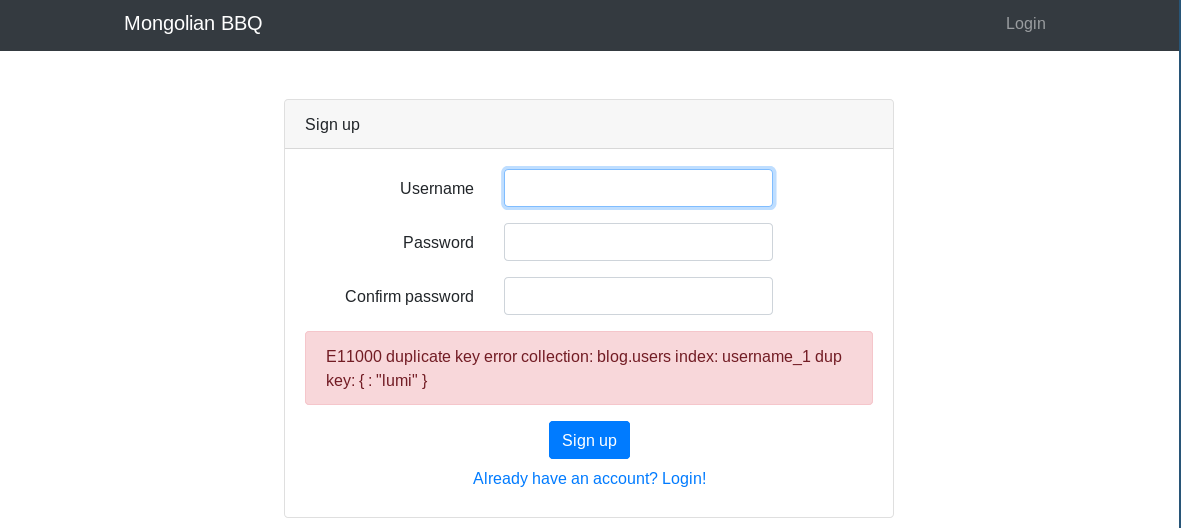 Mongolian BBQ
Login
Sign up
Username
Password
Confirm password
E11000 duplicate key error collection: blog.users index: username_1 dup
key: { : "lumi" }
Sign up
Already have an account? Login!